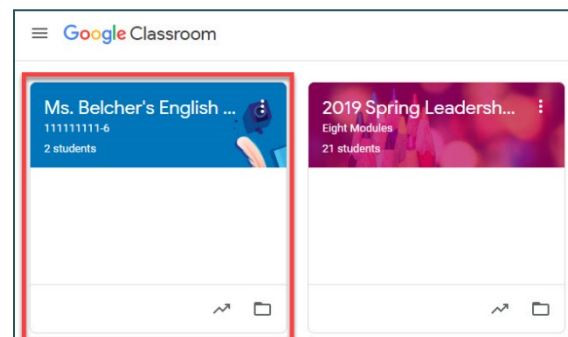 Google Classroom
Ms. Belcher's English ...
111111111-6
2 students
2019 Spring Leadersh...
Eight Modules
21 students